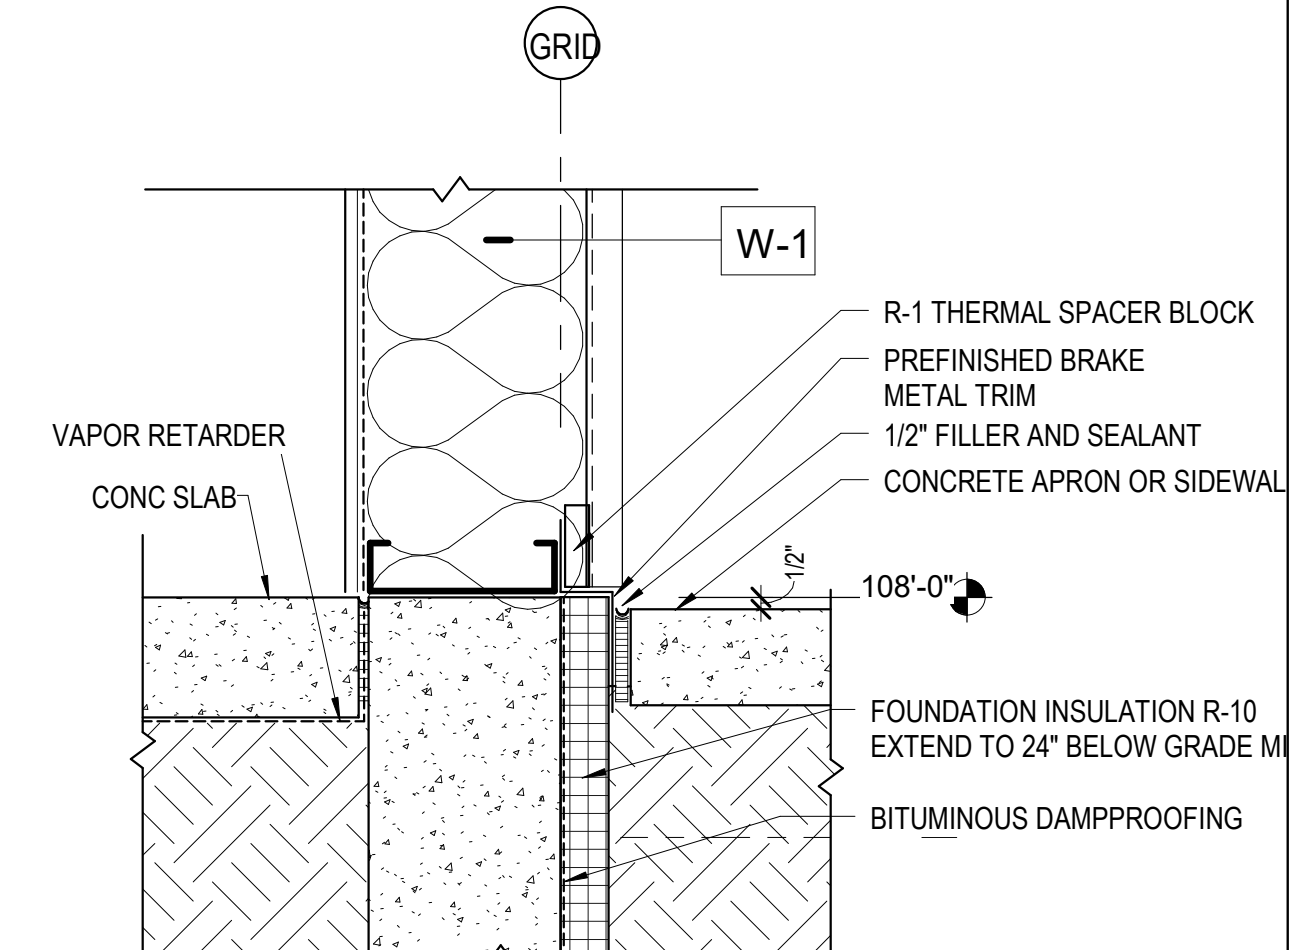 GRID
W-1
R-1 THERMAL SPACER BLOCK
PREFINISHED BRAKE
METAL TRIM
1/2" FILLER AND SEALANT
CONCRETE APRON OR SIDEWAL
VAPOR RETARDER
CONC SLAB
1/2"
108'-0"
FOUNDATION INSULATION R-10
EXTEND TO 24" BELOW GRADE MI
BITUMINOUS DAMPPROOFING